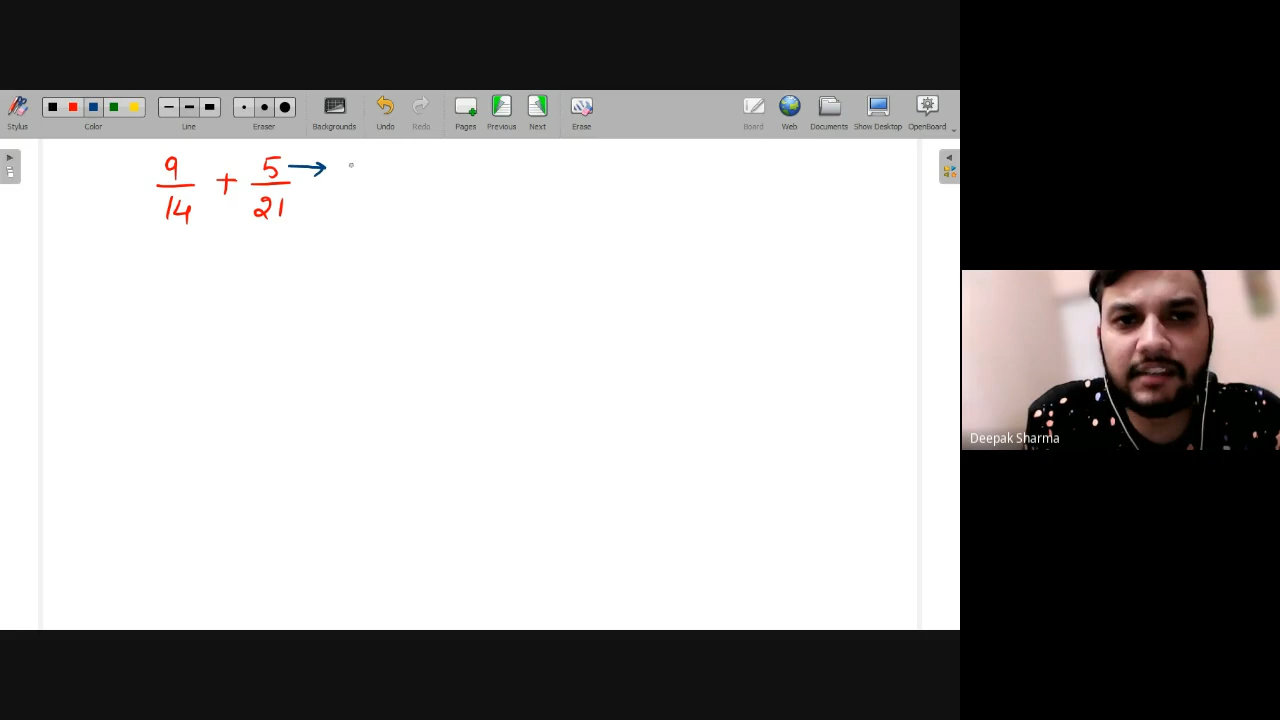 Stylus Color Line Eraser Backgrounds Undo Redo Pages Previous Next Erase Board Web Documents Show Desktop OpenBoard
9/14 + 5/21 →
Deepak Sharma